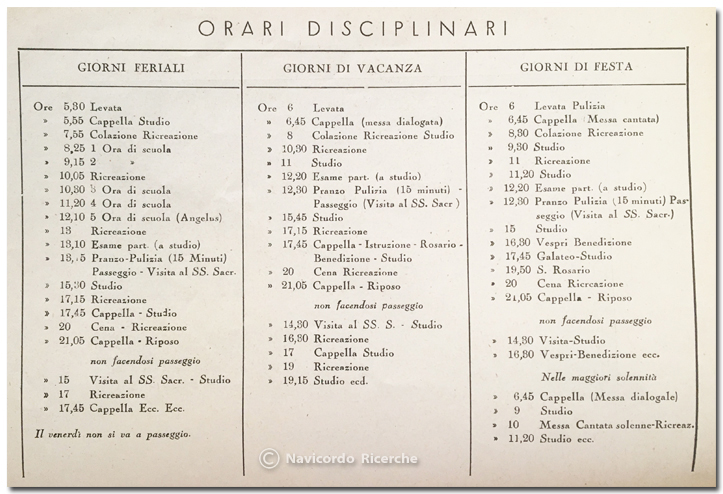 ORARI DISCIPLINARI
GIORNI FERIALI
Ore 5,30 Levata
» 5,55 Cappella Studio
» 7,55 Colazione Ricreazione
» 8,25 1 Ora di scuola
» 9,15 2 »
» 10,05 Ricreazione
» 10,30 3 Ora di scuola
» 11,20 4 Ora di scuola
» 12,10 5 Ora di scuola (Angelus)
» 13 Ricreazione
» 13,10 Esame part. (a studio)
» Pranzo-Pulizia (15 Minuti)
Passeggio - Visita al SS. Sacr.
» 15,30 Studio
» 17,15 Ricreazione
» 17,45 Cappella - Studio
» 20 Cena - Ricreazione
» 21,05 Cappella - Riposo
non facendosi passeggio
» 15 Visita al SS. Sacr. - Studio
» 17 Ricreazione
» 17,45 Cappella Ecc. Ecc.
Il venerdì non si va a passeggio.
GIORNI DI VACANZA
Ore 6 Levata
» 6,45 Cappella (messa dialogata)
» 8 Colazione Ricreazione Studio
» 10,30 Ricreazione
» 11 Studio
» 12,20 Esame part. (a studio)
» 12,30 Pranzo Pulizia (15 minuti) -
Passeggio (Visita al SS. Sacr )
» 15,45 Studio
» 17,15 Ricreazione
» 17,45 Cappella - Istruzione - Rosario -
Benedizione - Studio
» 20 Cena Ricreazione
» 21,05 Cappella - Riposo
non facendosi passeggio
» 14,30 Visita al SS. S. - Studio
» 16,30 Ricreazione
» 17 Cappella Studio
» 19 Ricreazione
» 19,15 Studio ecd.
GIORNI DI FESTA
Ore 6 Levata Pulizia
» 6,45 Cappella (Messa cantata)
» 8,30 Colazione Ricreazione
» 9,30 Studio
» 11 Ricreazione
» 11,20 Studio
» 12,20 Esame part. (a studio)
» 12,30 Pranzo Pulizia (15 minuti) Pas-
seggio (Visita al SS. Sacr.)
» 15 Studio
» 16,30 Vespri Benedizione
» 17,45 Galateo-Studio
» 19,50 S. Rosario
» 20 Cena Ricreazione
» 21,05 Cappella - Riposo
non facendosi passeggio
» 14,30 Visita-Studio
» 16,30 Vespri-Benedizione ecc.
Nelle maggiori solennità
» 6,45 Cappella (Messa dialogale)
» 9 Studio
» 10 Messa Cantata solenne-Ricreaz.
» 11,20 Studio ecc.
© Navicordo Ricerche